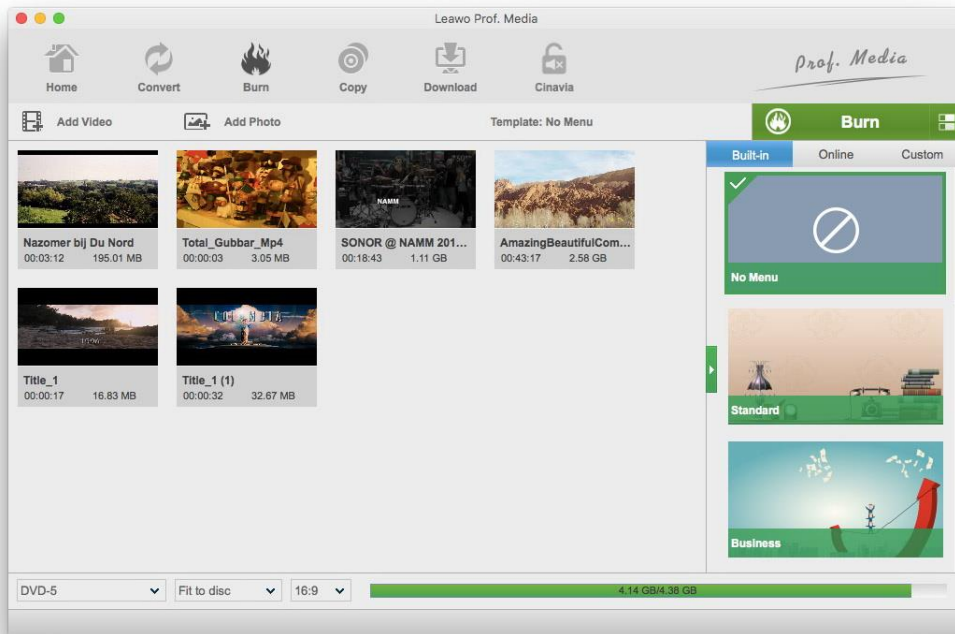 Leawo Prof. Media
Home Convert Burn Copy Download Cinavia
Prof. Media
Add Video Add Photo Template: No Menu Burn
Built-in Online Custom
NAMM
Nazomer bij Du Nord Total_Gubbar_Mp4 SONOR @ NAMM 201... AmazingBeautifulCom...
00:03:12 195.01 MB 00:00:03 3.05 MB 00:18:43 1.11 GB 00:43:17 2.58 GB
No Menu
COLUMBIA
Title_1 Title_1 (1)
00:00:17 16.83 MB 00:00:32 32.67 MB
Standard
Business
DVD-5 Fit to disc 16:9 4.14 GB/4.38 GB